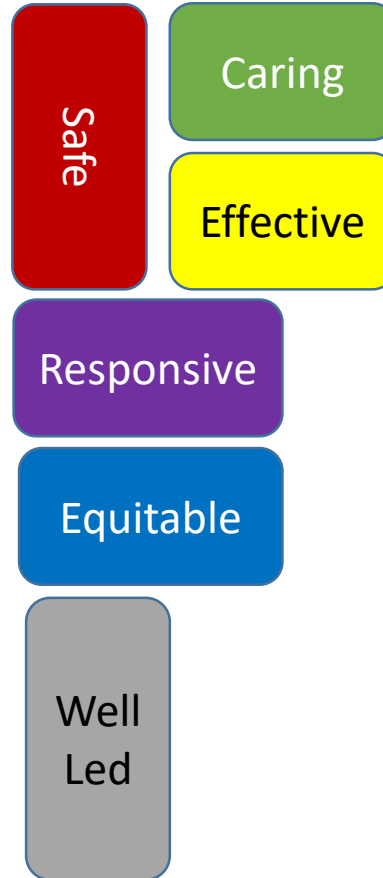 Safe
Caring
Effective
Responsive
Equitable
Well
Led